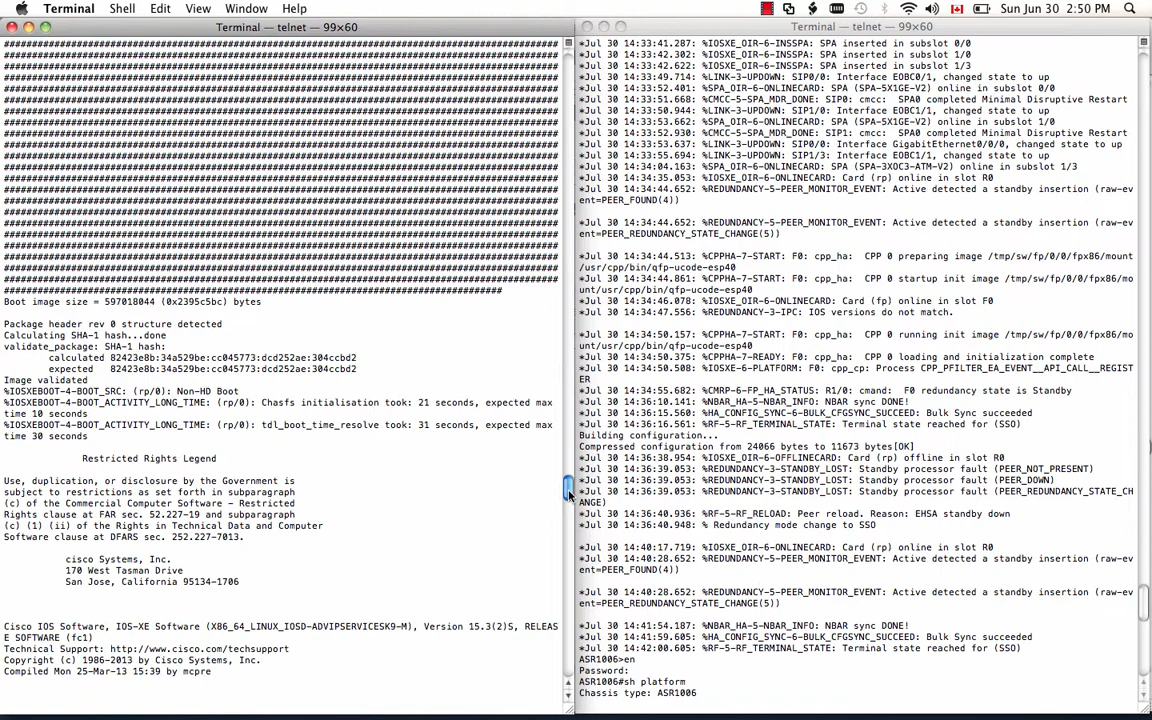 Terminal Shell Edit View Window Help Sun Jun 30 2:50 PM
Terminal — telnet — 99×60
Boot image size = 597018044 (0x2395c5bc) bytes
Package header rev 0 structure detected
Calculating SHA-1 hash...done
validate_package: SHA-1 hash:
calculated 82423e8b:34a529be:cc045773:dcd252ae:304ccbd2
expected 82423e8b:34a529be:cc045773:dcd252ae:304ccbd2
Image validated
%IOSXEBOOT-4-BOOT_SRC: (rp/0): Non-HD Boot
%IOSXEBOOT-4-BOOT_ACTIVITY_LONG_TIME: (rp/0): Chasfs initialisation took: 21 seconds, expected max
time 10 seconds
%IOSXEBOOT-4-BOOT_ACTIVITY_LONG_TIME: (rp/0): tdl_boot_time_resolve took: 31 seconds, expected max
time 30 seconds
Restricted Rights Legend
Use, duplication, or disclosure by the Government is
subject to restrictions as set forth in subparagraph
(c) of the Commercial Computer Software - Restricted
Rights clause at FAR sec. 52.227-19 and subparagraph
(c) (1) (ii) of the Rights in Technical Data and Computer
Software clause at DFARS sec. 252.227-7013.
cisco Systems, Inc.
170 West Tasman Drive
San Jose, California 95134-1706
Cisco IOS Software, IOS-XE Software (X86_64_LINUX_IOSD-ADVIPSERVICESK9-M), Version 15.3(2)S, RELEAS
E SOFTWARE (fc1)
Technical Support: http://www.cisco.com/techsupport
Copyright (c) 1986-2013 by Cisco Systems, Inc.
Compiled Mon 25-Mar-13 15:39 by mcpre
Terminal — telnet — 99×60
*Jul 30 14:33:41.287: %IOSXE_OIR-6-INSSPA: SPA inserted in subslot 0/0
*Jul 30 14:33:42.302: %IOSXE_OIR-6-INSSPA: SPA inserted in subslot 1/0
*Jul 30 14:33:42.622: %IOSXE_OIR-6-INSSPA: SPA inserted in subslot 1/3
*Jul 30 14:33:49.714: %LINK-3-UPDOWN: SIP0/0: Interface EOBC0/1, changed state to up
*Jul 30 14:33:52.401: %SPA_OIR-6-ONLINECARD: SPA (SPA-5X1GE-V2) online in subslot 0/0
*Jul 30 14:33:51.668: %CMCC-5-SPA_MDR_DONE: SIP0: cmcc: SPA0 completed Minimal Disruptive Restart
*Jul 30 14:33:50.944: %LINK-3-UPDOWN: SIP1/0: Interface EOBC1/1, changed state to up
*Jul 30 14:33:53.662: %SPA_OIR-6-ONLINECARD: SPA (SPA-5X1GE-V2) online in subslot 1/0
*Jul 30 14:33:52.930: %CMCC-5-SPA_MDR_DONE: SIP1: cmcc: SPA0 completed Minimal Disruptive Restart
*Jul 30 14:33:53.637: %LINK-3-UPDOWN: Interface GigabitEthernet0/0/0, changed state to up
*Jul 30 14:33:55.694: %LINK-3-UPDOWN: SIP1/3: Interface EOBC1/1, changed state to up
*Jul 30 14:34:04.163: %SPA_OIR-6-ONLINECARD: SPA (SPA-3XOC3-ATM-V2) online in subslot 1/3
*Jul 30 14:34:35.053: %IOSXE_OIR-6-ONLINECARD: Card (rp) online in slot R0
*Jul 30 14:34:44.652: %REDUNDANCY-5-PEER_MONITOR_EVENT: Active detected a standby insertion (raw-ev
ent=PEER_FOUND(4))
*Jul 30 14:34:44.652: %REDUNDANCY-5-PEER_MONITOR_EVENT: Active detected a standby insertion (raw-ev
ent=PEER_REDUNDANCY_STATE_CHANGE(5))
*Jul 30 14:34:44.513: %CPPHA-7-START: F0: cpp_ha: CPP 0 preparing image /tmp/sw/fp/0/0/fpx86/mount
/usr/cpp/bin/qfp-ucode-esp40
*Jul 30 14:34:44.861: %CPPHA-7-START: F0: cpp_ha: CPP 0 startup init image /tmp/sw/fp/0/0/fpx86/mo
unt/usr/cpp/bin/qfp-ucode-esp40
*Jul 30 14:34:46.078: %IOSXE_OIR-6-ONLINECARD: Card (fp) online in slot F0
*Jul 30 14:34:47.556: %REDUNDANCY-3-IPC: IOS versions do not match.
*Jul 30 14:34:50.157: %CPPHA-7-START: F0: cpp_ha: CPP 0 running init image /tmp/sw/fp/0/0/fpx86/mo
unt/usr/cpp/bin/qfp-ucode-esp40
*Jul 30 14:34:50.375: %CPPHA-7-READY: F0: cpp_ha: CPP 0 loading and initialization complete
*Jul 30 14:34:50.508: %IOSXE-6-PLATFORM: F0: cpp_cp: Process CPP_PFILTER_EA_EVENT__API_CALL__REGIST
ER
*Jul 30 14:34:55.682: %CMRP-6-FP_HA_STATUS: R1/0: cmand: F0 redundancy state is Standby
*Jul 30 14:36:10.141: %NBAR_HA-5-NBAR_INFO: NBAR sync DONE!
*Jul 30 14:36:15.560: %HA_CONFIG_SYNC-6-BULK_CFGSYNC_SUCCEED: Bulk Sync succeeded
*Jul 30 14:36:16.561: %RF-5-RF_TERMINAL_STATE: Terminal state reached for (SSO)
Building configuration...
Compressed configuration from 24066 bytes to 11673 bytes[OK]
*Jul 30 14:36:38.954: %IOSXE_OIR-6-OFFLINECARD: Card (rp) offline in slot R0
*Jul 30 14:36:39.053: %REDUNDANCY-3-STANDBY_LOST: Standby processor fault (PEER_NOT_PRESENT)
*Jul 30 14:36:39.053: %REDUNDANCY-3-STANDBY_LOST: Standby processor fault (PEER_DOWN)
*Jul 30 14:36:39.053: %REDUNDANCY-3-STANDBY_LOST: Standby processor fault (PEER_REDUNDANCY_STATE_CH
ANGE)
*Jul 30 14:36:40.936: %RF-5-RF_RELOAD: Peer reload. Reason: EHSA standby down
*Jul 30 14:36:40.948: % Redundancy mode change to SSO
*Jul 30 14:40:17.719: %IOSXE_OIR-6-ONLINECARD: Card (rp) online in slot R0
*Jul 30 14:40:28.652: %REDUNDANCY-5-PEER_MONITOR_EVENT: Active detected a standby insertion (raw-ev
ent=PEER_FOUND(4))
*Jul 30 14:40:28.652: %REDUNDANCY-5-PEER_MONITOR_EVENT: Active detected a standby insertion (raw-ev
ent=PEER_REDUNDANCY_STATE_CHANGE(5))
*Jul 30 14:41:54.187: %NBAR_HA-5-NBAR_INFO: NBAR sync DONE!
*Jul 30 14:41:59.605: %HA_CONFIG_SYNC-6-BULK_CFGSYNC_SUCCEED: Bulk Sync succeeded
*Jul 30 14:42:00.605: %RF-5-RF_TERMINAL_STATE: Terminal state reached for (SSO)
ASR1006>en
Password:
ASR1006#sh platform
Chassis type: ASR1006